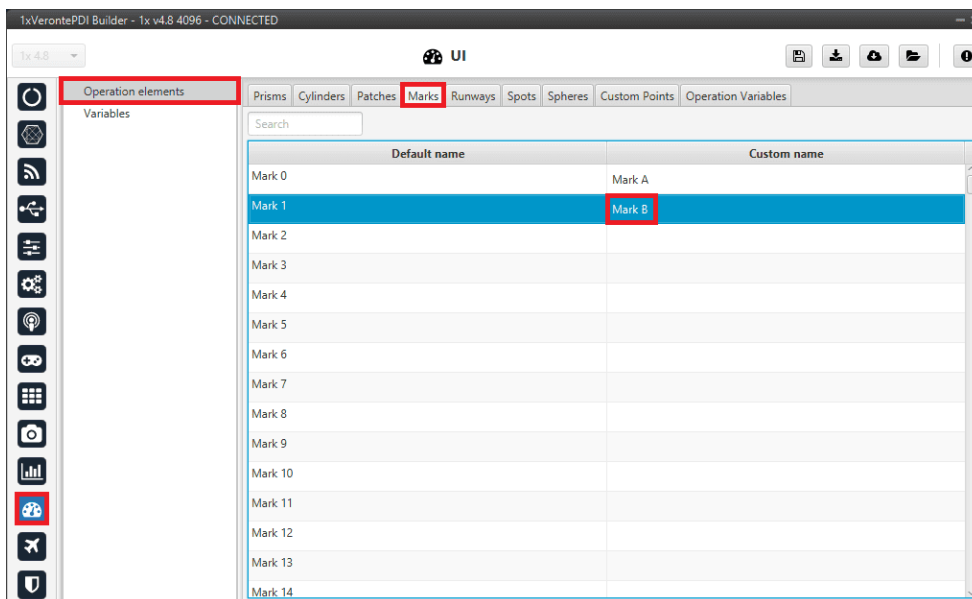 1xVerontePDI Builder - 1x v4.8 4096 - CONNECTED
1x 4.8
UI
Operation elements
Variables
Prisms Cylinders Patches Marks Runways Spots Spheres Custom Points Operation Variables
Search
Default name Custom name
Mark 0 Mark A
Mark 1 Mark B
Mark 2
Mark 3
Mark 4
Mark 5
Mark 6
Mark 7
Mark 8
Mark 9
Mark 10
Mark 11
Mark 12
Mark 13
Mark 14